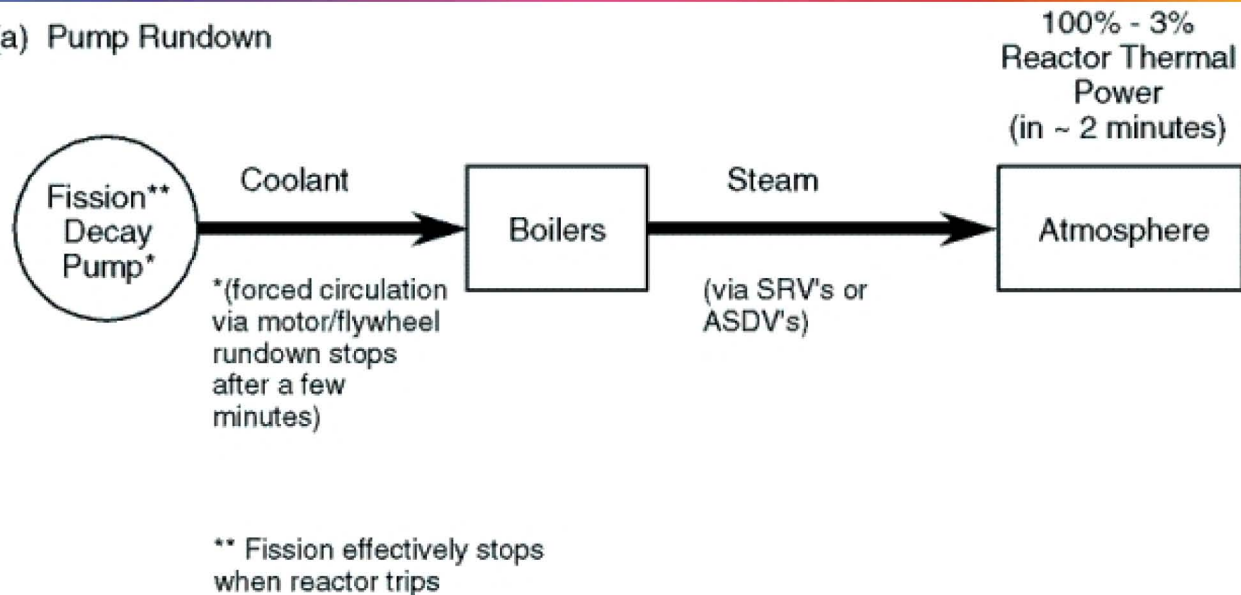 (a) Pump Rundown
100% - 3%
Reactor Thermal
Power
(in ~ 2 minutes)
Fission**
Decay
Pump*
Coolant
Boilers
Steam
Atmosphere
*(forced circulation
via motor/flywheel
rundown stops
after a few
minutes)
(via SRV's or
ASDV's)
** Fission effectively stops
when reactor trips